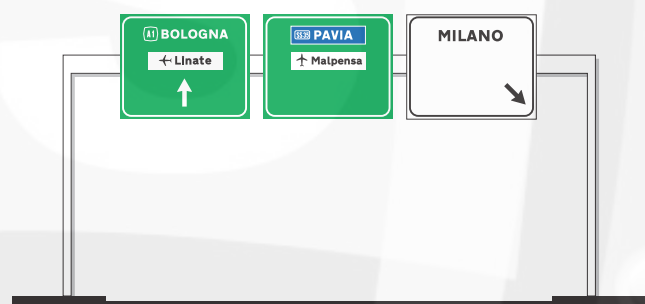 A1 BOLOGNA
Linate
SS35 PAVIA
Malpensa
MILANO